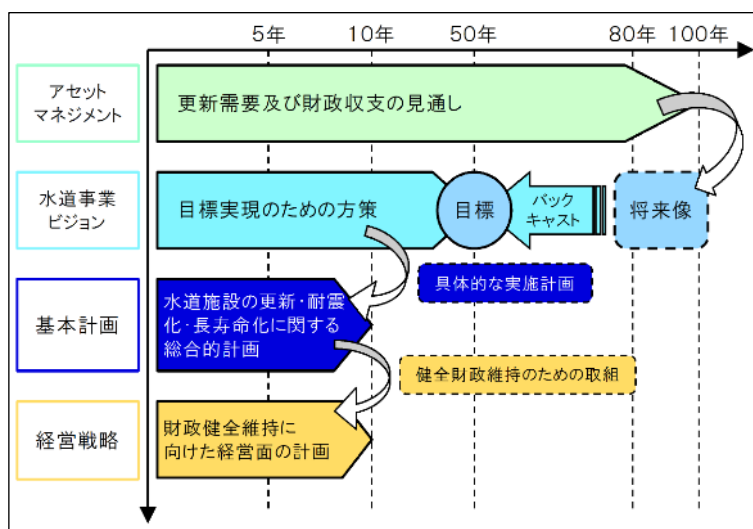 5年
10年
50年
80年
100年
アセット
マネジメント
更新需要及び財政収支の見通し
水道事業
ビジョン
目標実現のための方策
目標
バック
キャスト
将来像
具体的な実施計画
基本計画
水道施設の更新・耐震
化・長寿命化に関する
総合的計画
健全財政維持のための取組
経営戦略
財政健全維持に
向けた経営面の計画